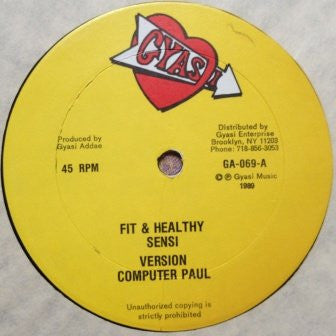 GYASI
Produced by
Gyasi Addae
Distributed by
Gyasi Enterprise
Brooklyn, NY 11203
Phone: 718-856-3053
45 RPM
GA-069-A
© ℗ Gyasi Music
1989
FIT & HEALTHY
SENSI
VERSION
COMPUTER PAUL
Unauthorized copying is
strictly prohibited